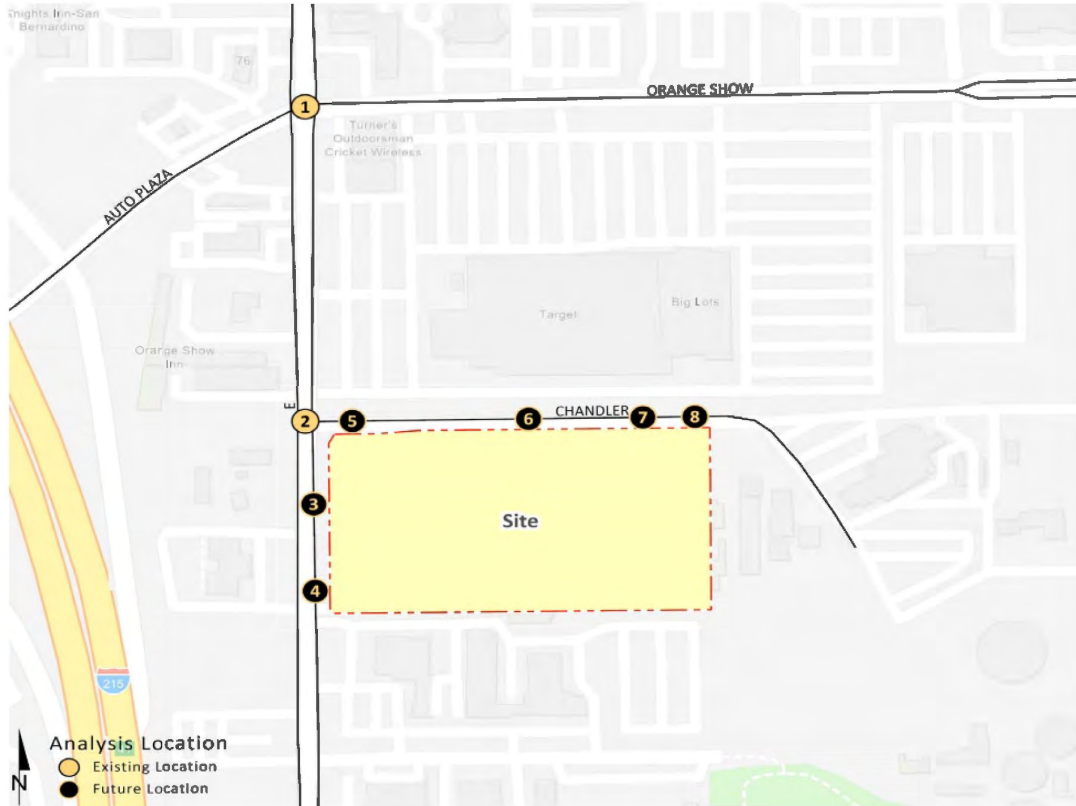 Knights Inn-San
Bernardino
76
1
ORANGE SHOW
Turner's
Outdoorsman
Cricket Wireless
AUTO PLAZA
Target
Big Lots
Orange Show
Inn
E
2
5
6
CHANDLER
7
8
3
Site
4
215
Analysis Location
Existing Location
Future Location
N